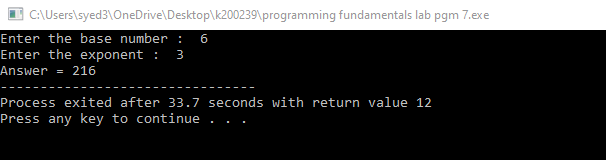 C:\Users\syed3\OneDrive\Desktop\k200239\programming fundamentals lab pgm 7.exe
Enter the base number :  6
Enter the exponent :  3
Answer = 216
--------------------------------
Process exited after 33.7 seconds with return value 12
Press any key to continue . . .